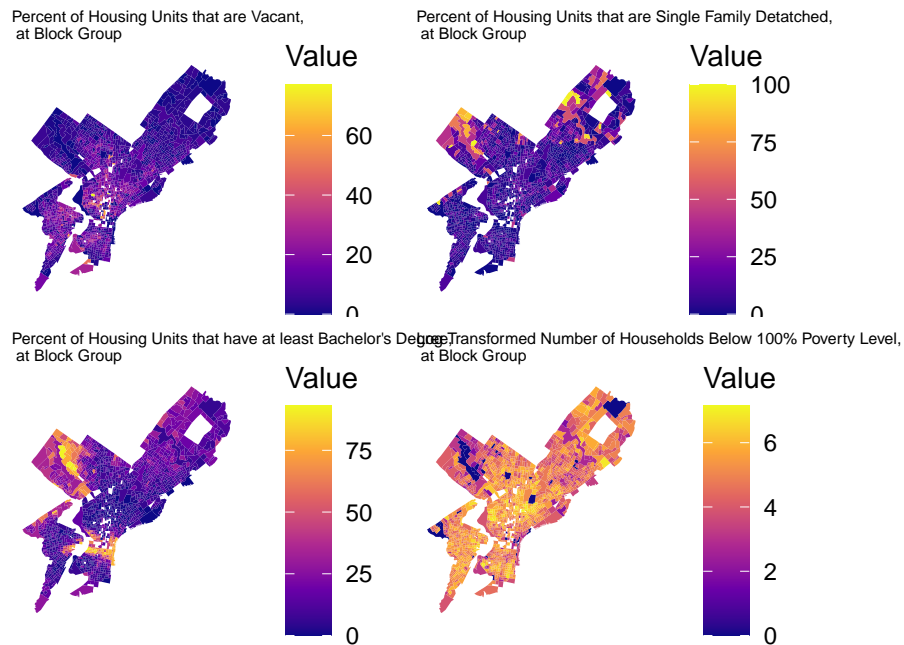 Percent of Housing Units that are Vacant,
at Block Group
Value
60
40
20
0
Percent of Housing Units that are Single Family Detatched,
at Block Group
Value
100
75
50
25
0
Percent of Housing Units that have at least Bachelor's Degree,
at Block Group
Value
75
50
25
0
Log Transformed Number of Households Below 100% Poverty Level,
at Block Group
Value
6
4
2
0